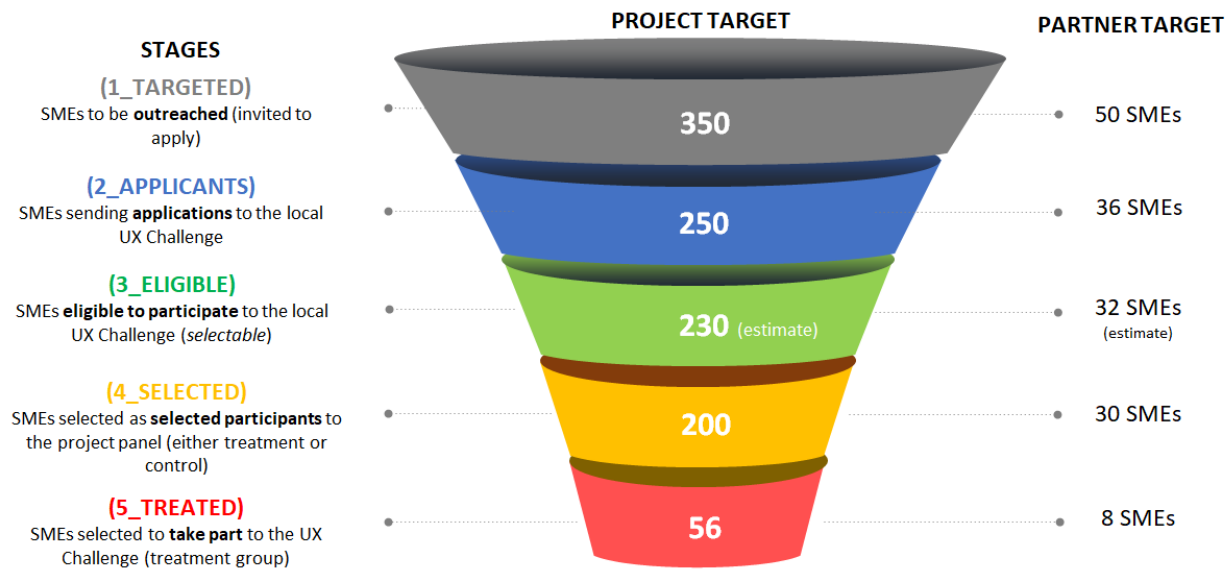 PROJECT TARGET
PARTNER TARGET
STAGES
(1_TARGETED)
SMEs to be outreached (invited to
apply)
350
50 SMEs
(2_APPLICANTS)
SMEs sending applications to the local
UX Challenge
250
36 SMEs
(3_ELIGIBLE)
SMEs eligible to participate to the local
UX Challenge (selectable)
230 (estimate)
32 SMEs
(estimate)
(4_SELECTED)
SMEs selected as selected participants to
the project panel (either treatment or
control)
200
30 SMEs
(5_TREATED)
SMEs selected to take part to the UX
Challenge (treatment group)
56
8 SMEs